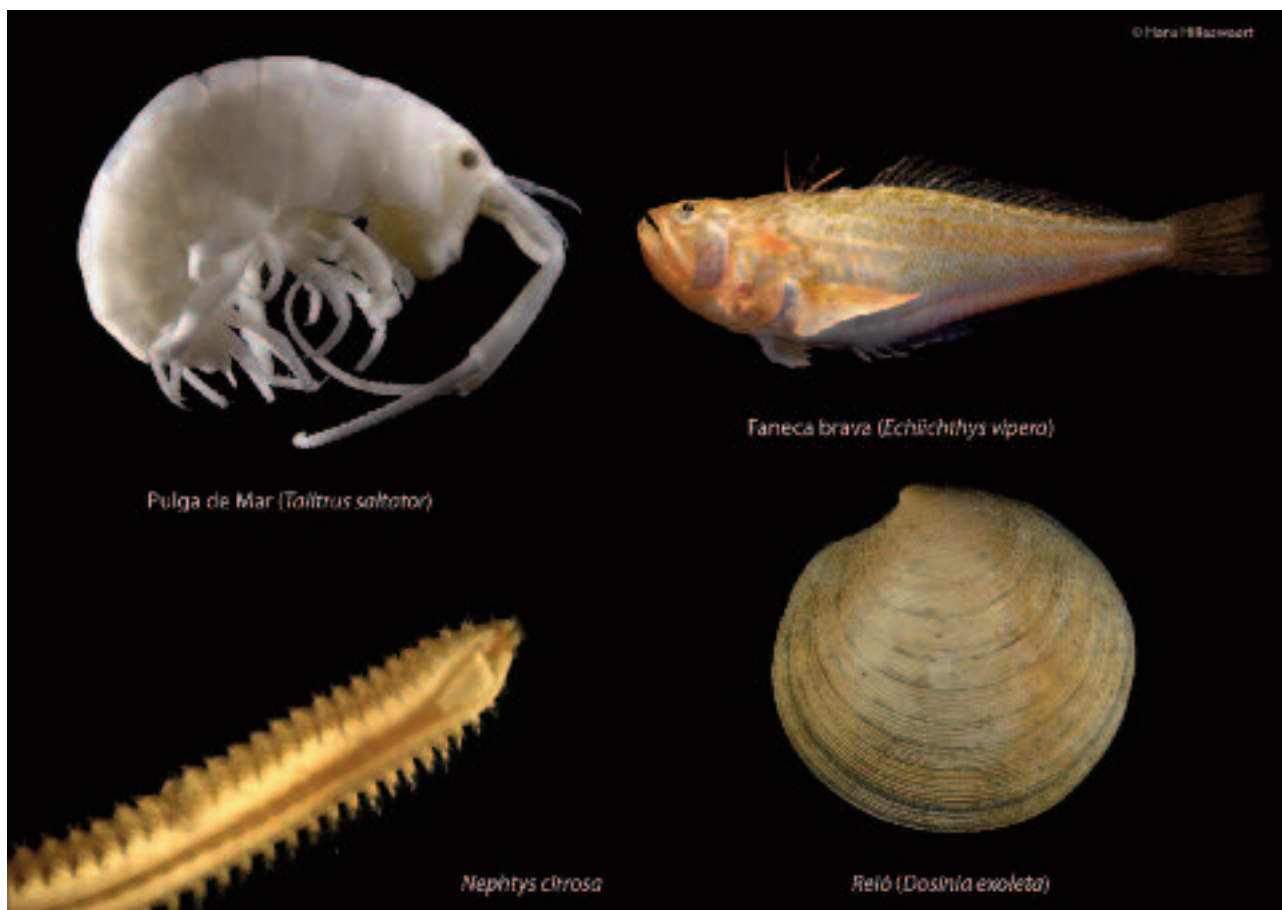 © Hans Hillewaert
Faneca brava (Echiichthys vipera)
Pulga de Mar (Talitrus saltator)
Nephtys cirrosa
Reló (Dosinia exoleta)